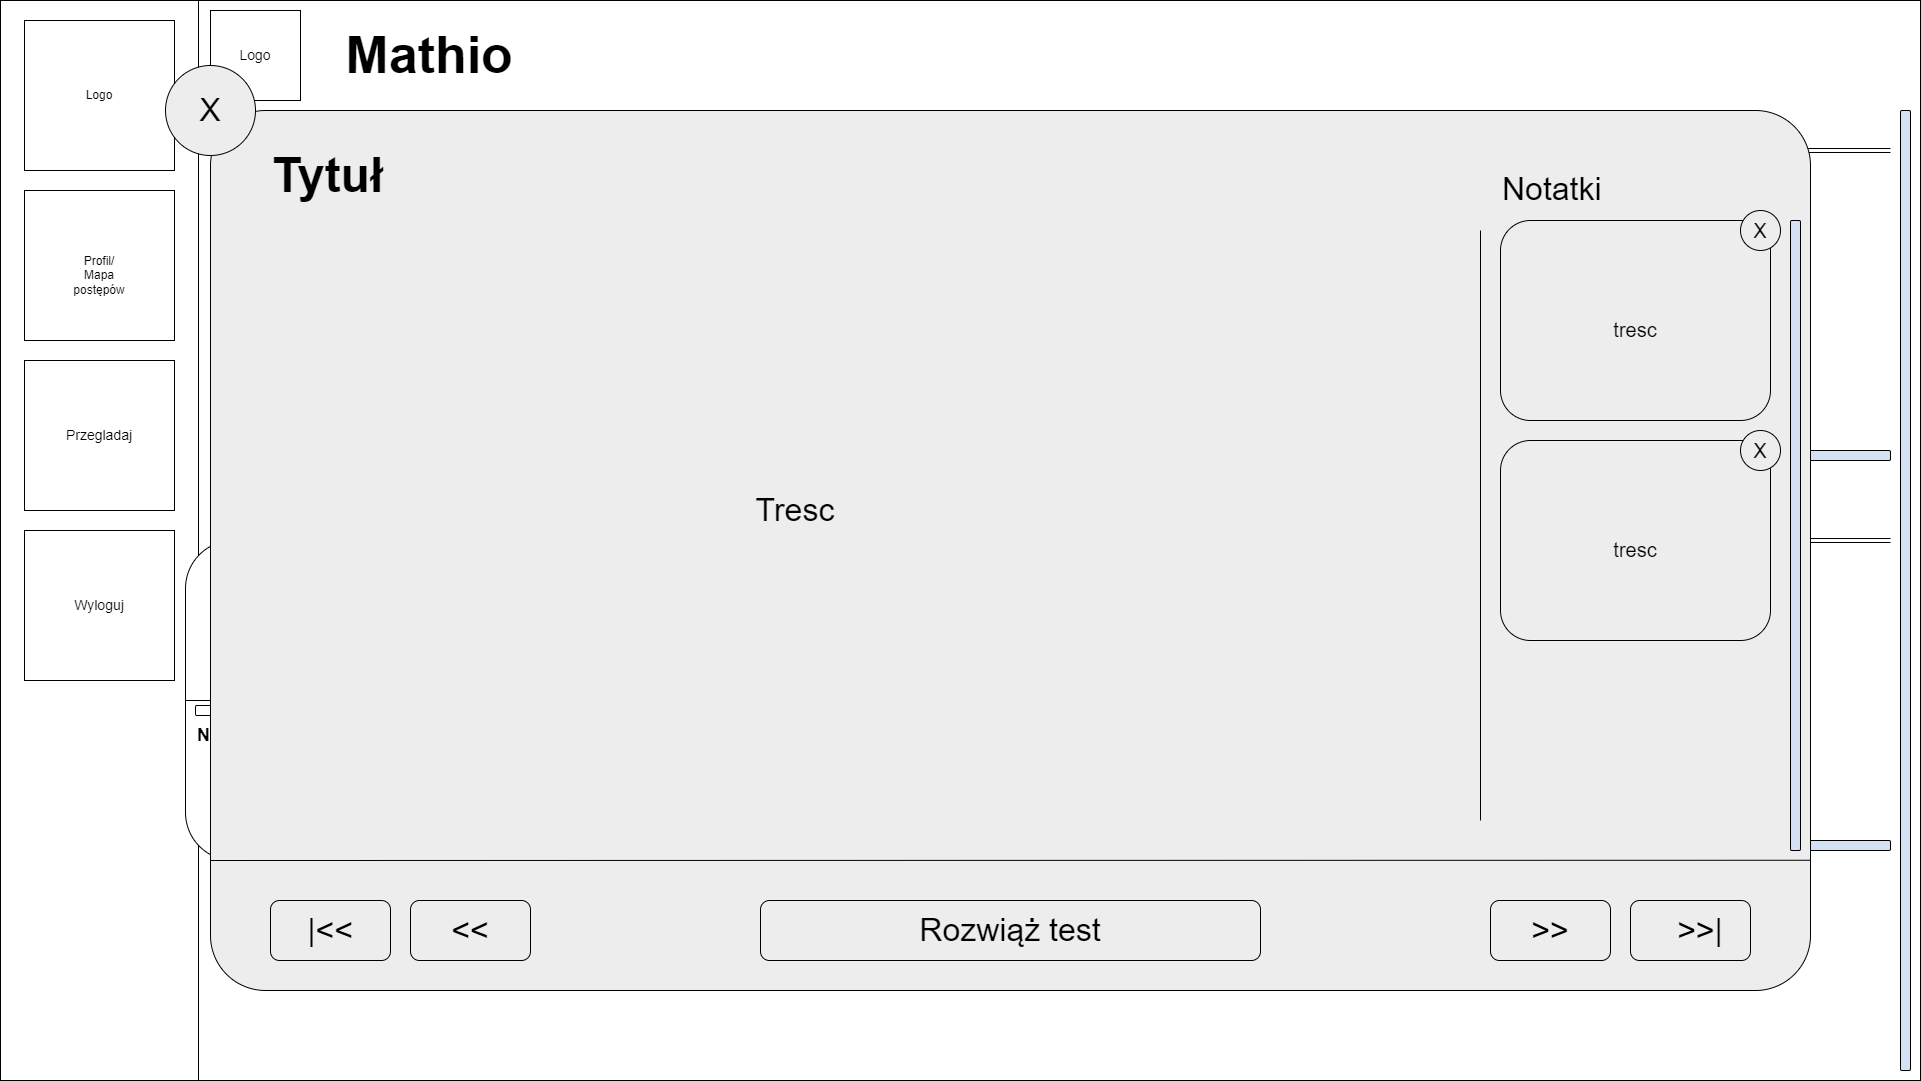 Logo
Profil/
Mapa
postępów
Przegladaj
Wyloguj
Logo
Mathio
X
Tytuł
Tresc
Notatki
X
tresc
X
tresc
N
|<<
<<
Rozwiąż test
>>
>>|